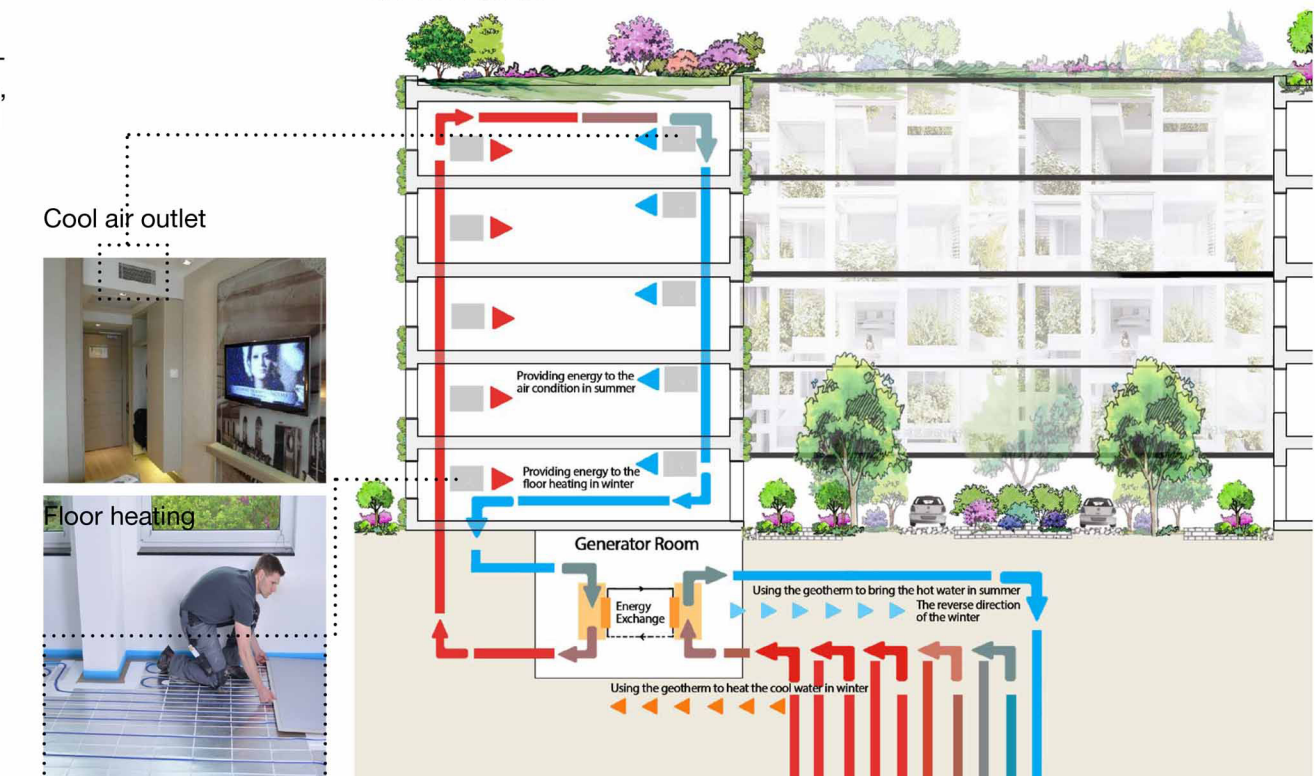 Cool air outlet
Floor heating
Providing energy to the
air condition in summer
Providing energy to the
floor heating in winter
Generator Room
Energy
Exchange
Using the geotherm to bring the hot water in summer
The reverse direction
of the winter
Using the geotherm to heat the cool water in winter